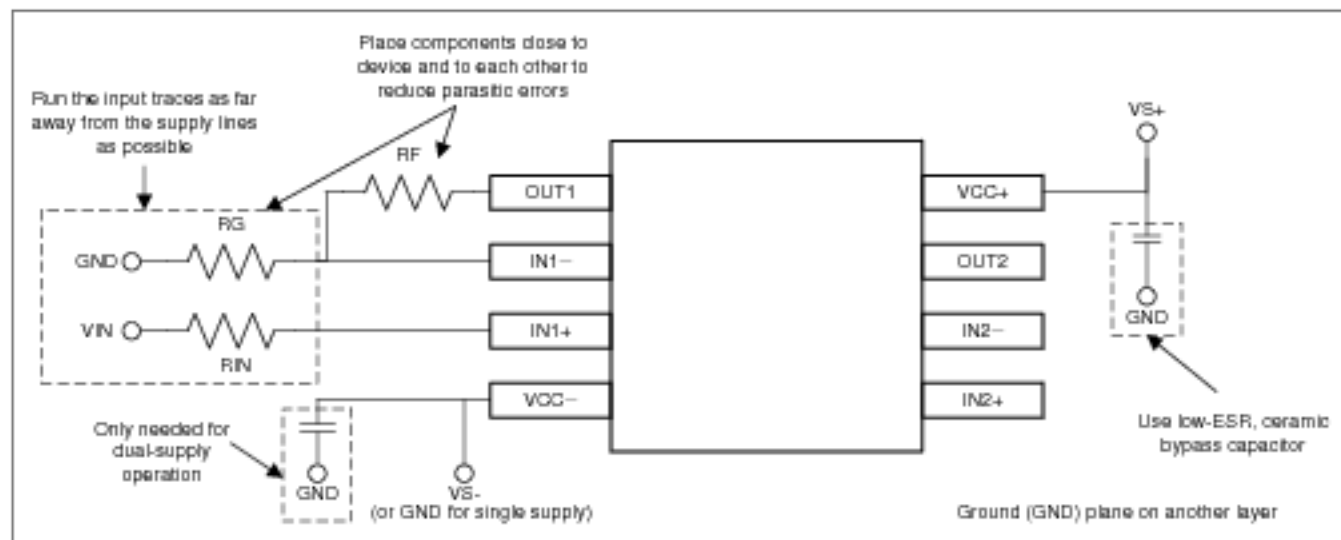 Place components close to
device and to each other to
reduce parasitic errors
Run the input traces as far
away from the supply lines
as possible
VS+
RF
OUT1
VCC+
RG
GND
IN1−
OUT2
GND
VIN
IN1+
IN2−
RIN
VCC−
IN2+
Only needed for
dual-supply
operation
Use low-ESR, ceramic
bypass capacitor
GND
VS-
(or GND for single supply)
Ground (GND) plane on another layer